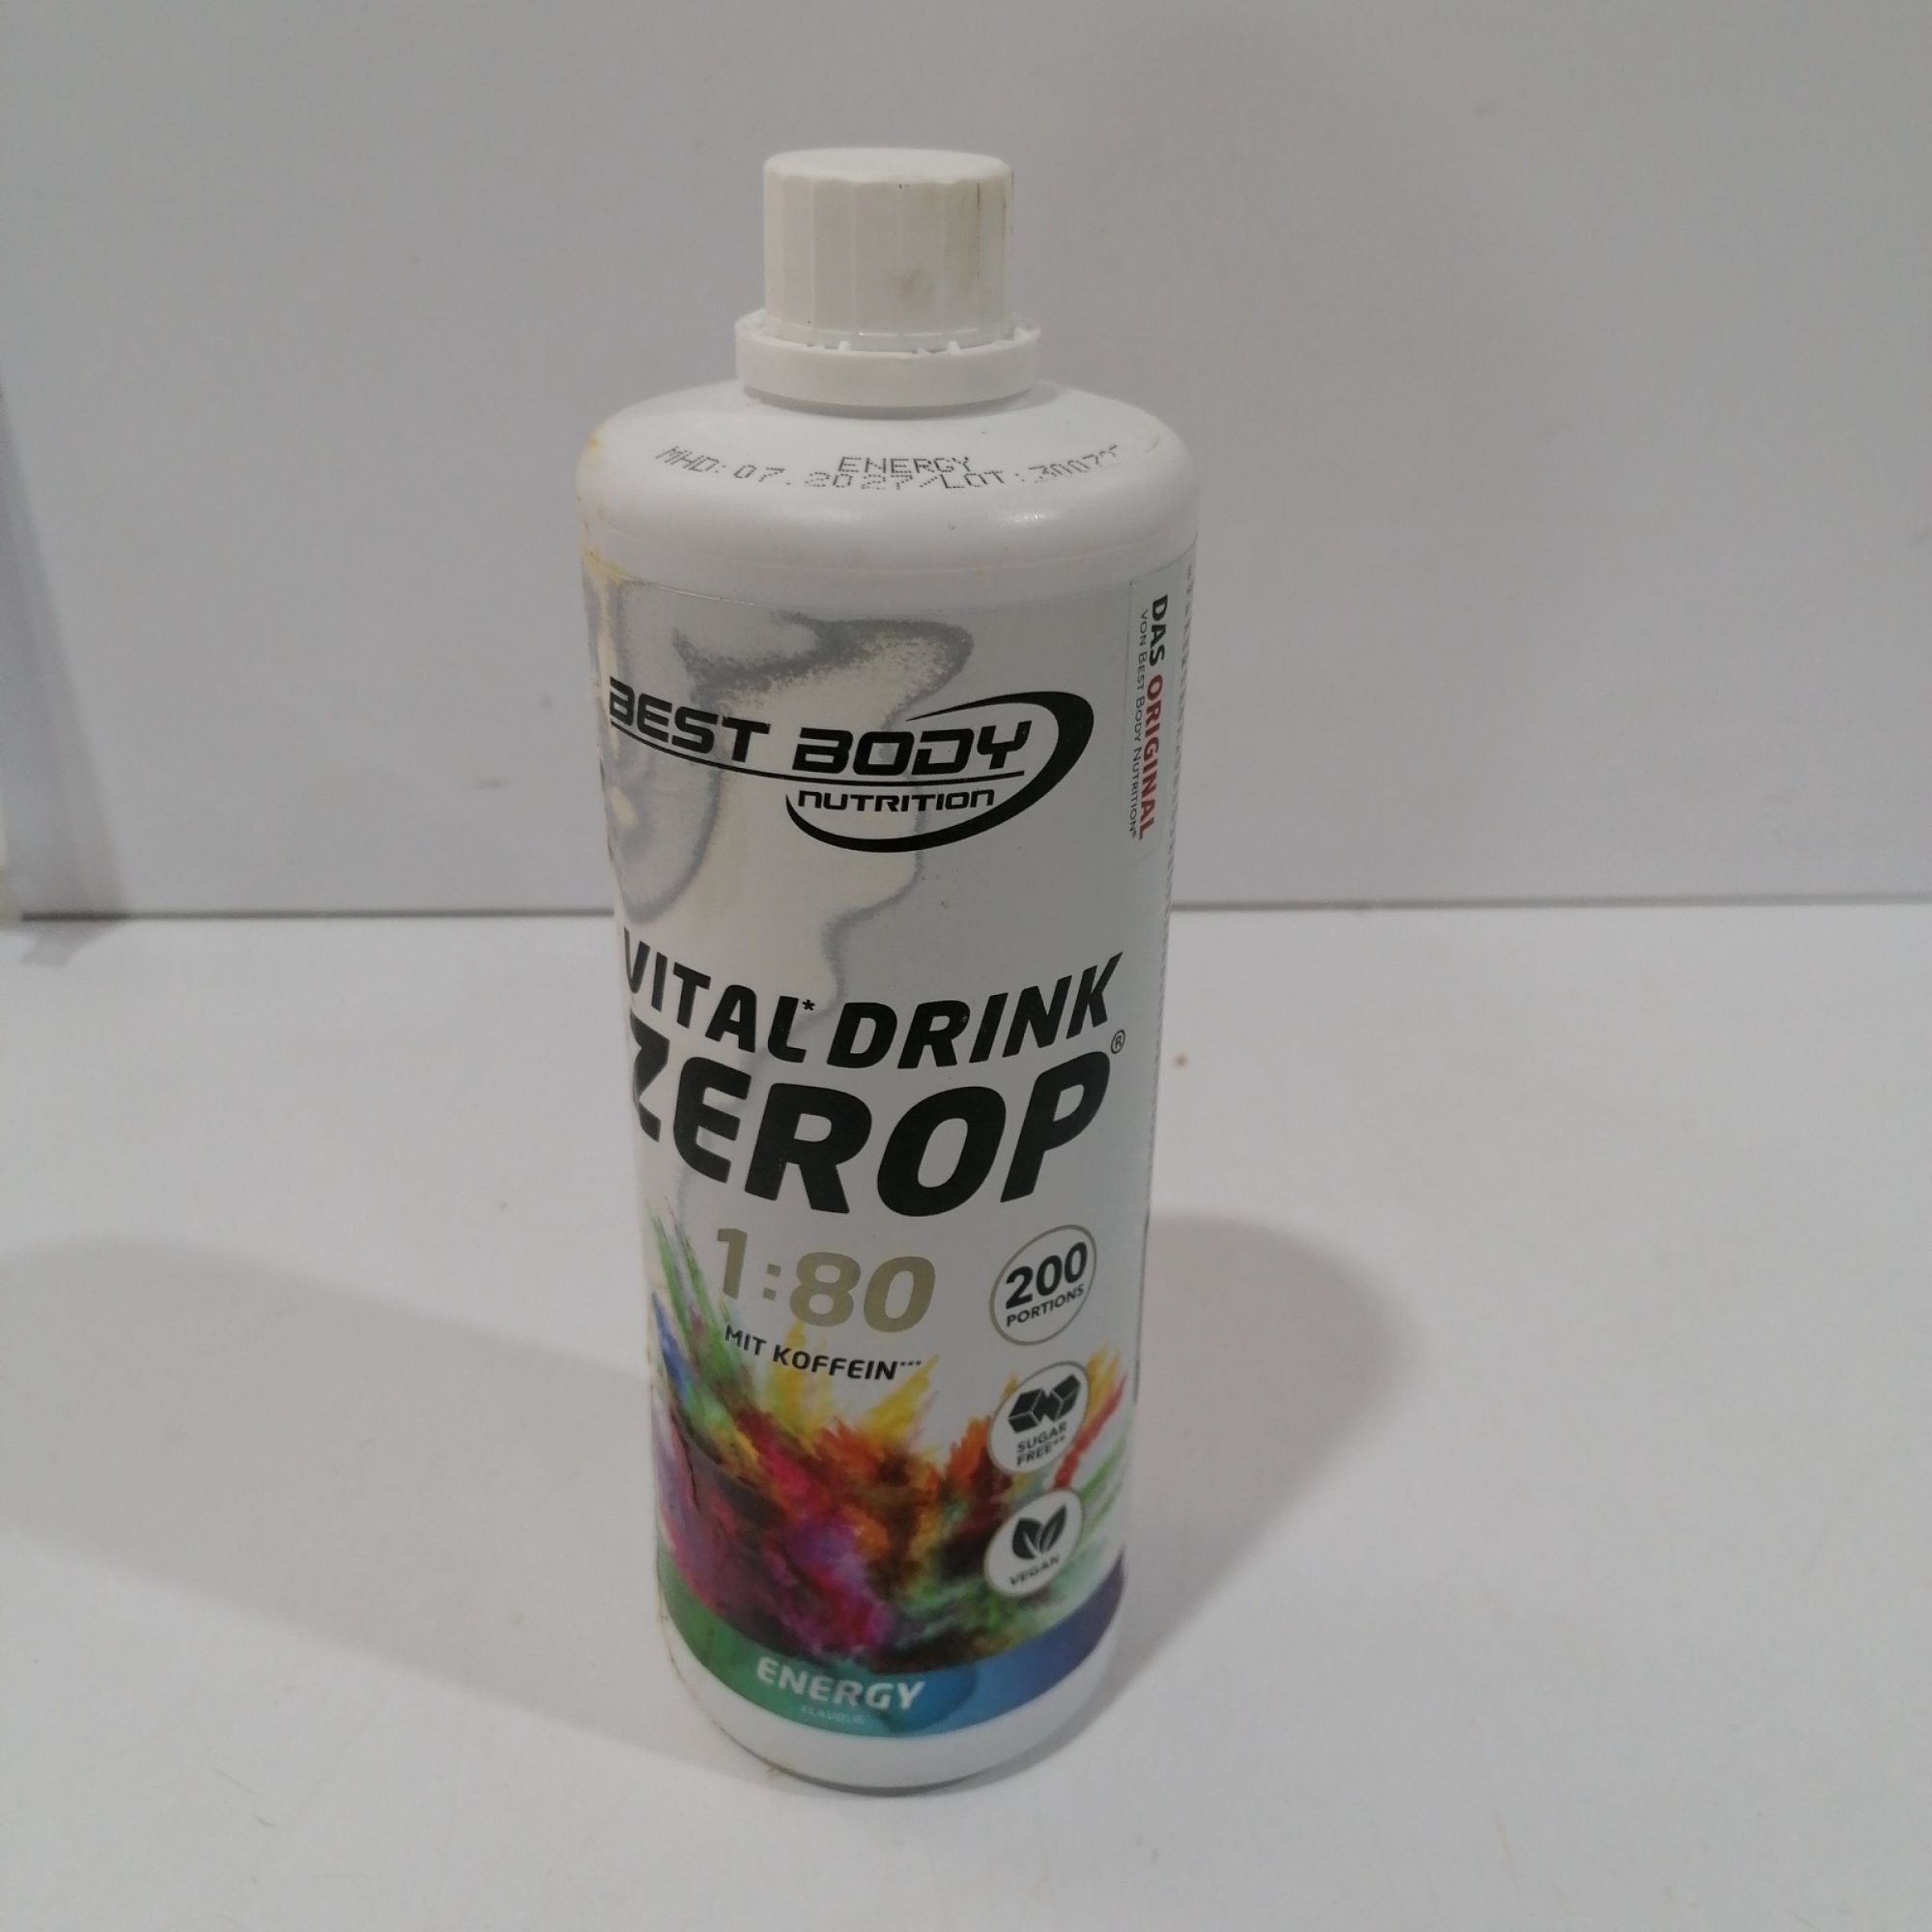 ENERGY
MHD: 07.2027/LOT:
DAS ORIGINAL
VON BEST BODY NUTRITION®
BEST BODY
NUTRITION
VITAL* DRINK
ZEROP®
1:80
MIT KOFFEIN***
200
PORTIONS
SUGAR
FREE**
VEGAN
ENERGY
FLAVOUR